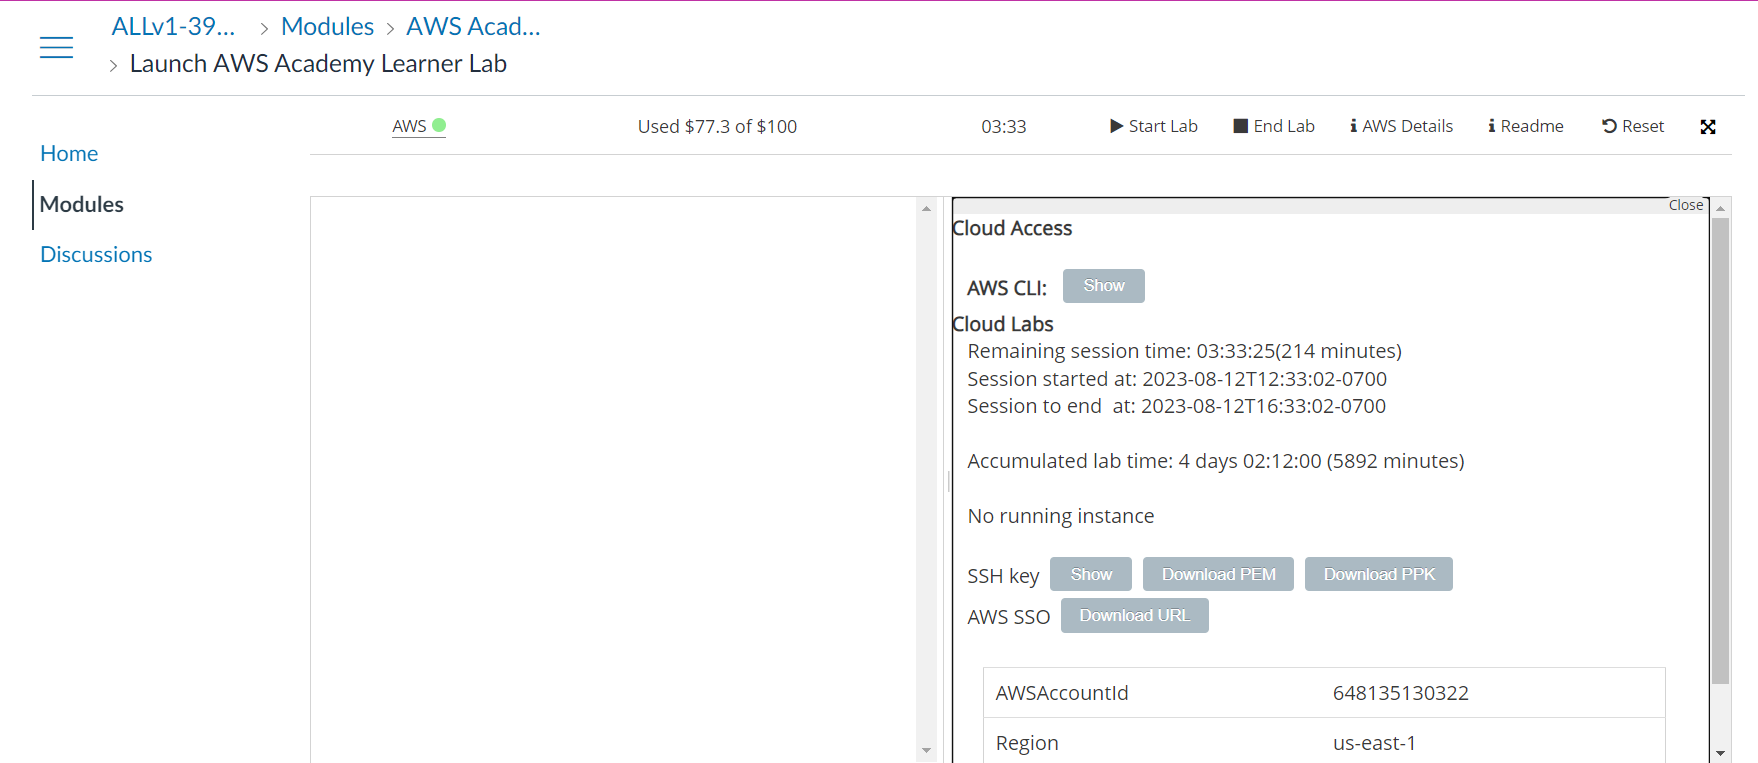 ALLv1-39... > Modules > AWS Acad...
> Launch AWS Academy Learner Lab
AWS Used $77.3 of $100 03:33 Start Lab End Lab AWS Details Readme Reset
Home
Modules
Discussions
Close
Cloud Access
AWS CLI: Show
Cloud Labs
Remaining session time: 03:33:25(214 minutes)
Session started at: 2023-08-12T12:33:02-0700
Session to end at: 2023-08-12T16:33:02-0700
Accumulated lab time: 4 days 02:12:00 (5892 minutes)
No running instance
SSH key Show Download PEM Download PPK
AWS SSO Download URL
AWSAccountId 648135130322
Region us-east-1